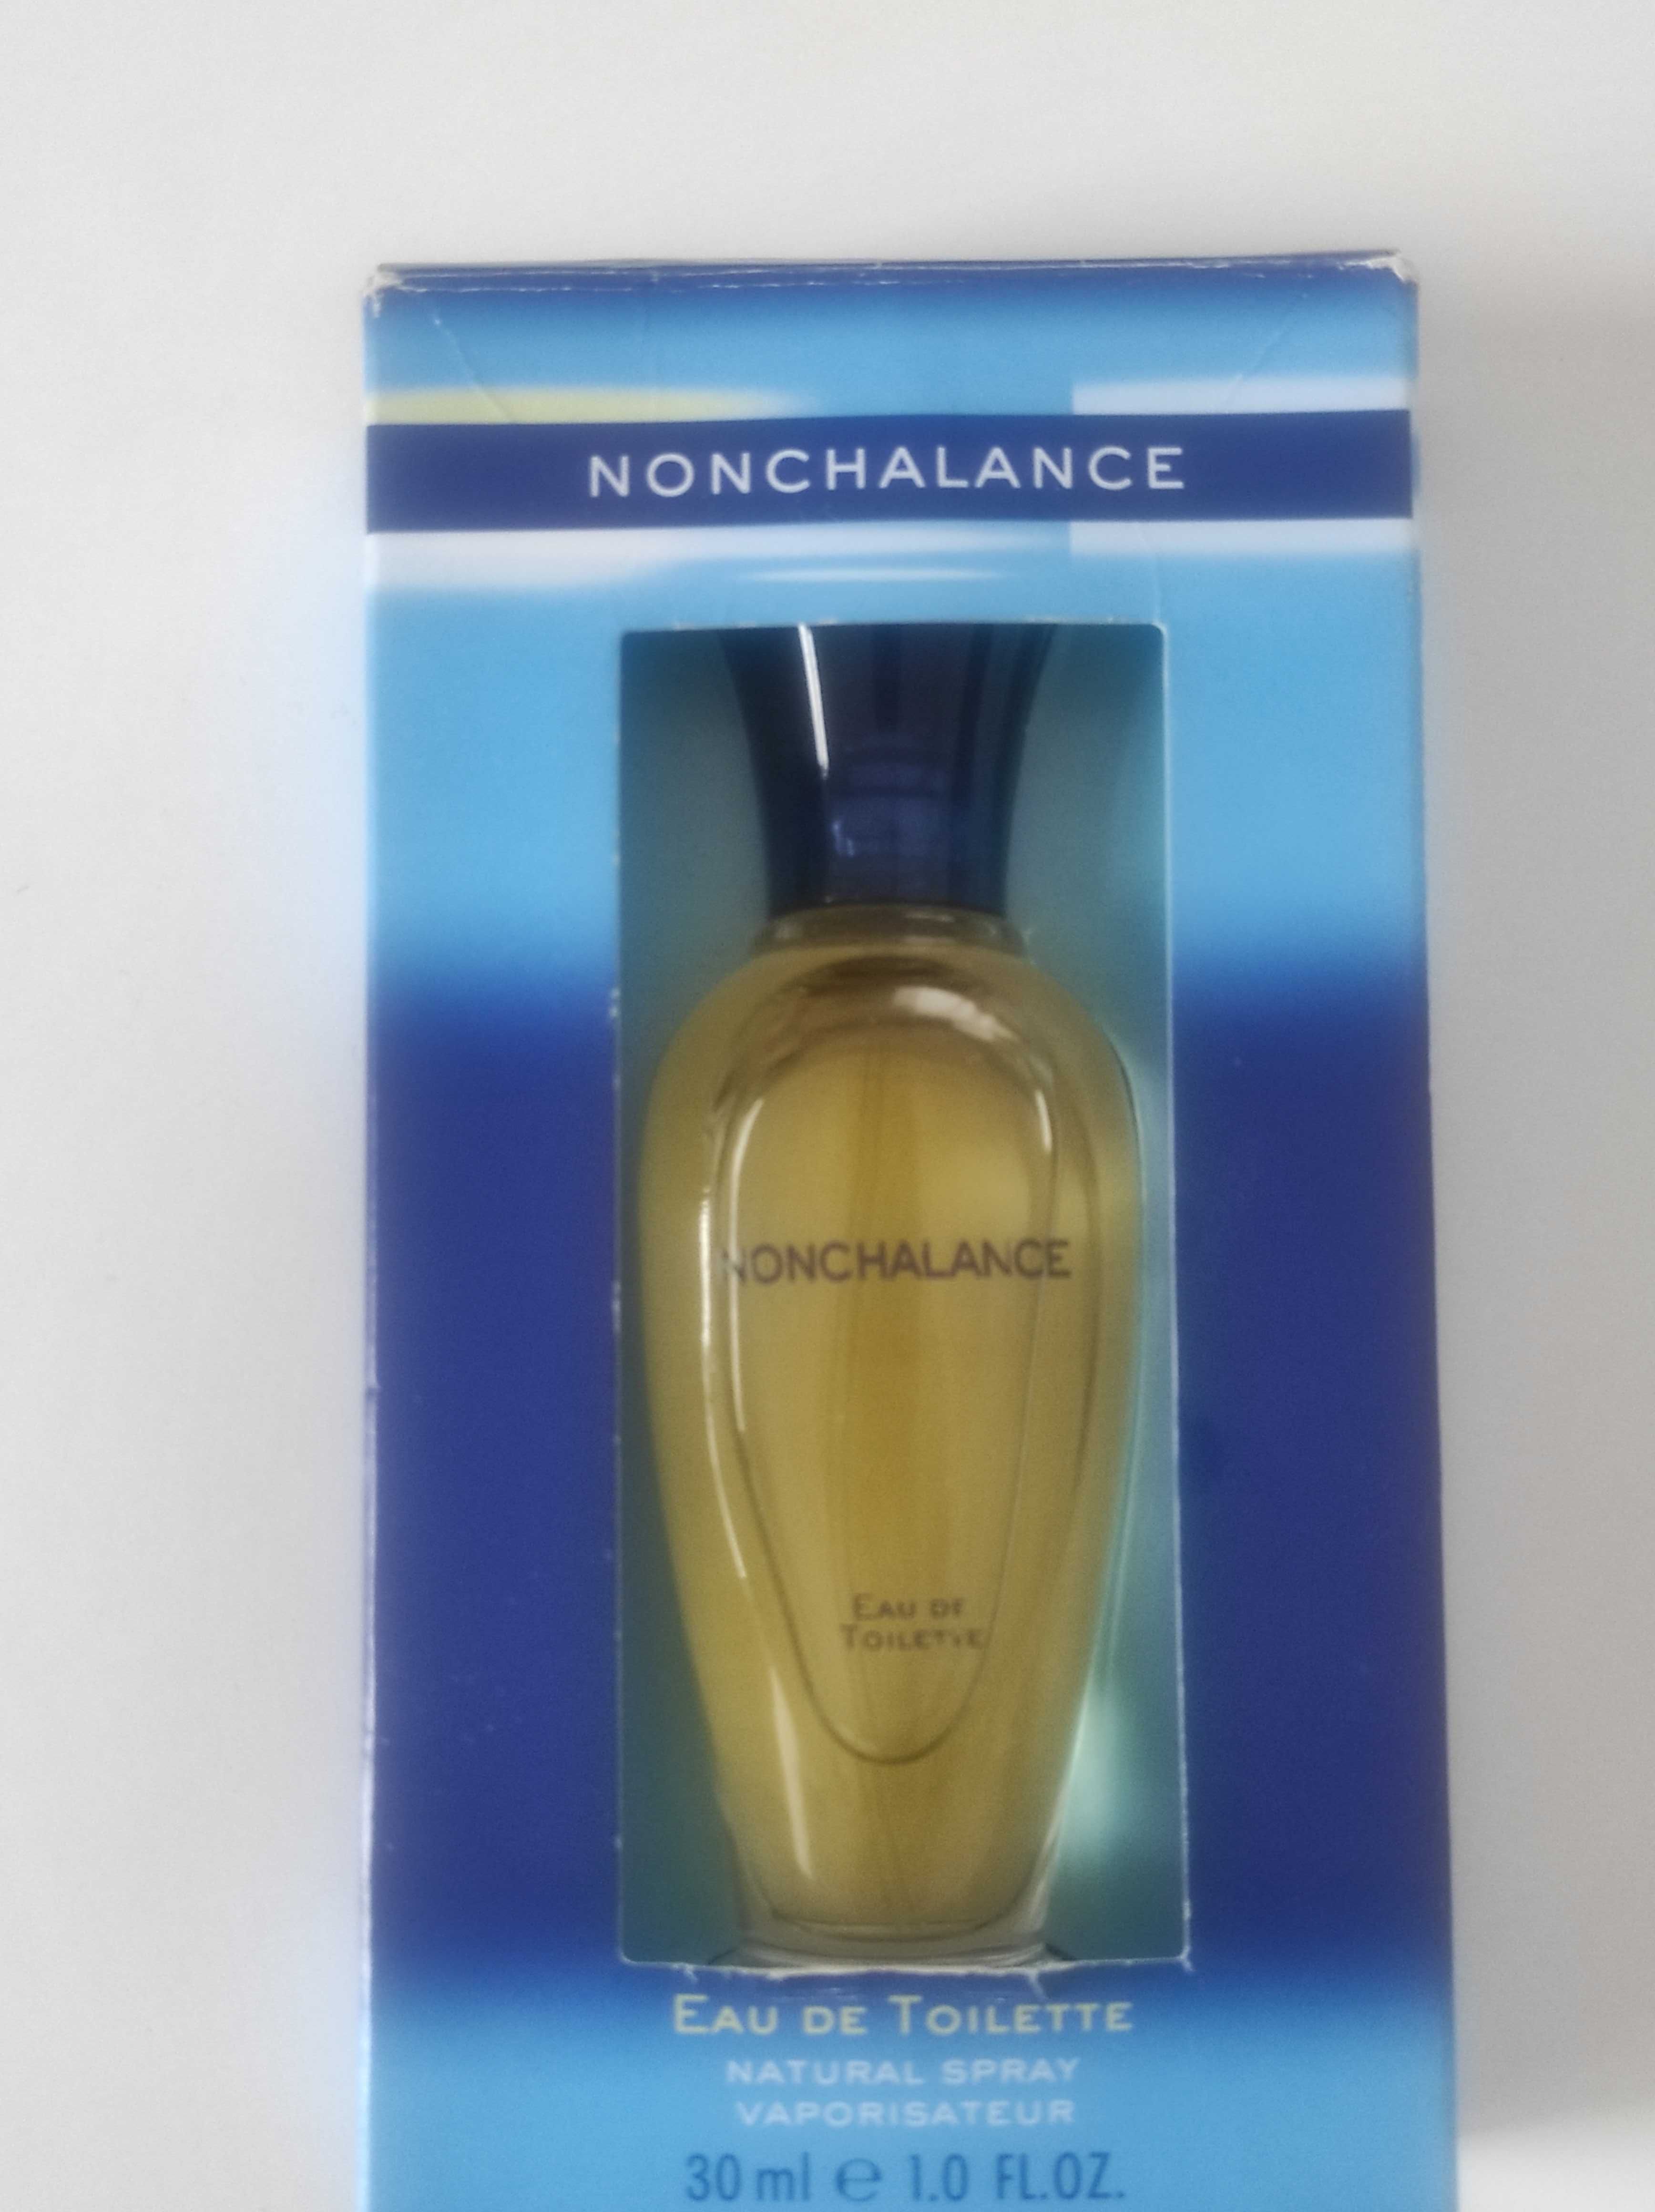 NONCHALANCE
NONCHALANCE
EAU DE
TOILETTE
EAU DE TOILETTE
NATURAL SPRAY
VAPORISATEUR
30 ml ℮ 1.0 FL.OZ.